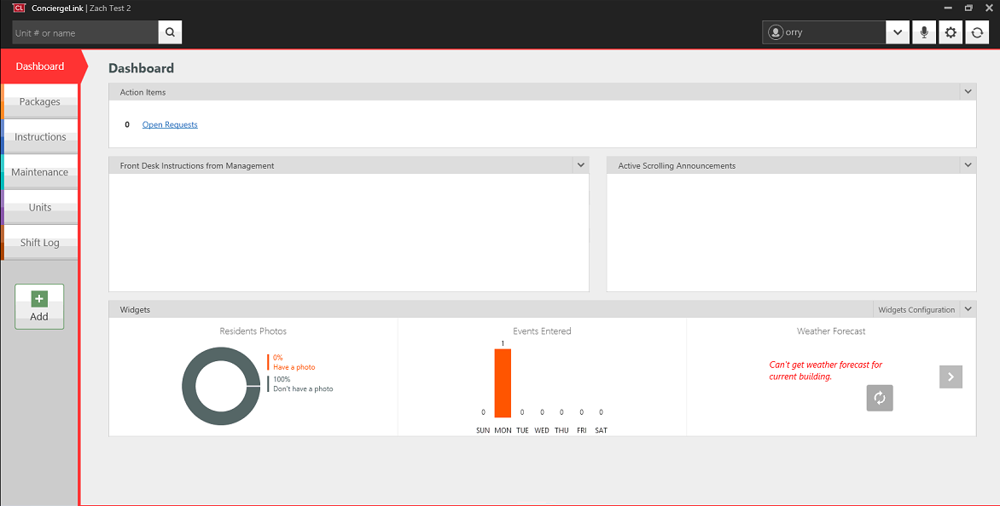 CL ConciergeLink | Zach Test 2
Unit # or name
orry
Dashboard
Packages
Instructions
Maintenance
Units
Shift Log
Add
Dashboard
Action Items
0 Open Requests
Front Desk Instructions from Management
Active Scrolling Announcements
Widgets
Widgets Configuration
Residents Photos
0%
Have a photo
100%
Don't have a photo
Events Entered
1
0 0 0 0 0 0
SUN MON TUE WED THU FRI SAT
Weather Forecast
Can't get weather forecast for
current building.